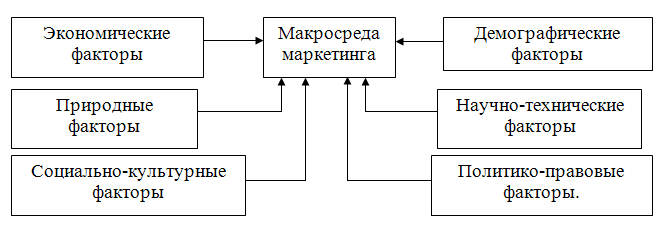 Экономические
факторы
Макросреда
маркетинга
Демографические
факторы
Природные
факторы
Научно-технические
факторы
Социально-культурные
факторы
Политико-правовые
факторы.